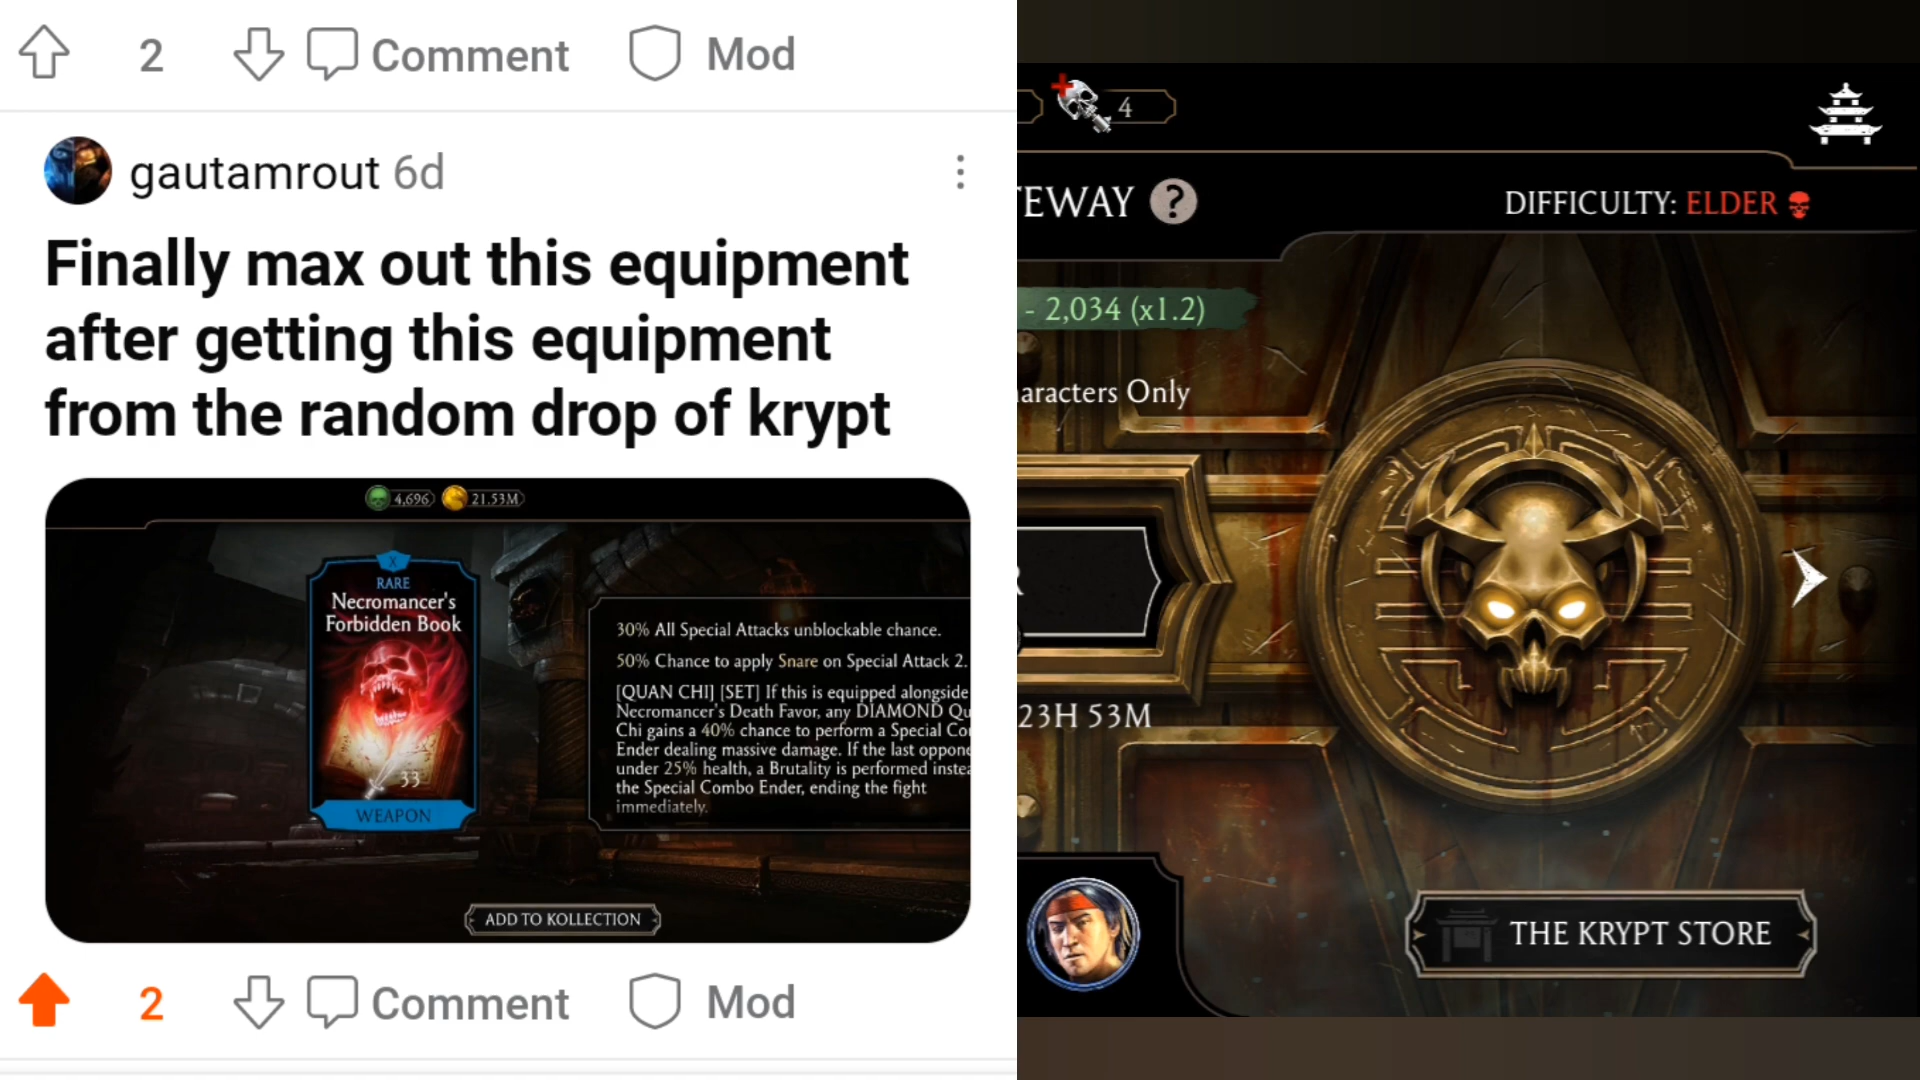 2
Comment
Mod
gautamrout 6d
Finally max out this equipment
after getting this equipment
from the random drop of krypt
4,696
21.53M
X
RARE
Necromancer's
Forbidden Book
33
WEAPON
30% All Special Attacks unblockable chance.
50% Chance to apply Snare on Special Attack 2.
[QUAN CHI] [SET] If this is equipped alongside
Necromancer's Death Favor, any DIAMOND Qu
Chi gains a 40% chance to perform a Special Co
Ender dealing massive damage. If the last oppone
under 25% health, a Brutality is performed instea
the Special Combo Ender, ending the fight
immediately.
ADD TO KOLLECTION
2
Comment
Mod
4
TEWAY ?
DIFFICULTY: ELDER
- 2,034 (x1.2)
aracters Only
R
23H 53M
THE KRYPT STORE